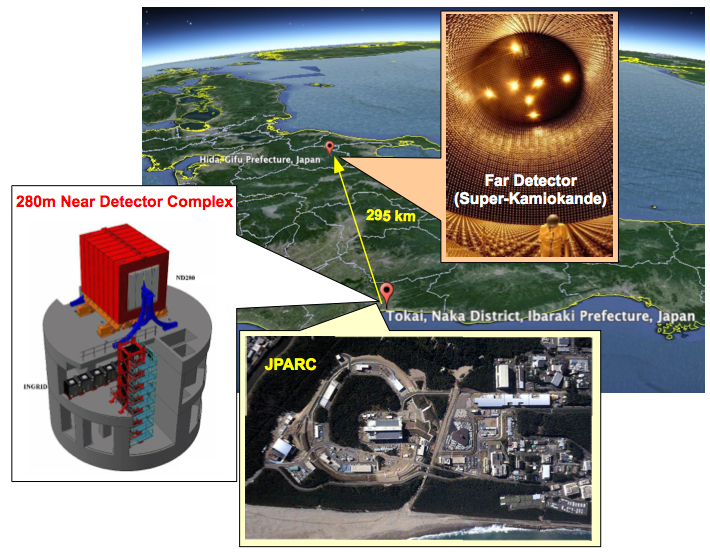 Hida, Gifu Prefecture, Japan
Far Detector
(Super-Kamiokande)
295 km
280m Near Detector Complex
ND280
INGRID
Tokai, Naka District, Ibaraki Prefecture, Japan
JPARC